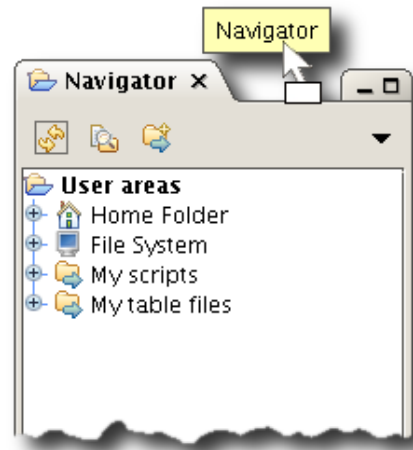 Navigator
Navigator
User areas
Home Folder
File System
My scripts
My table files